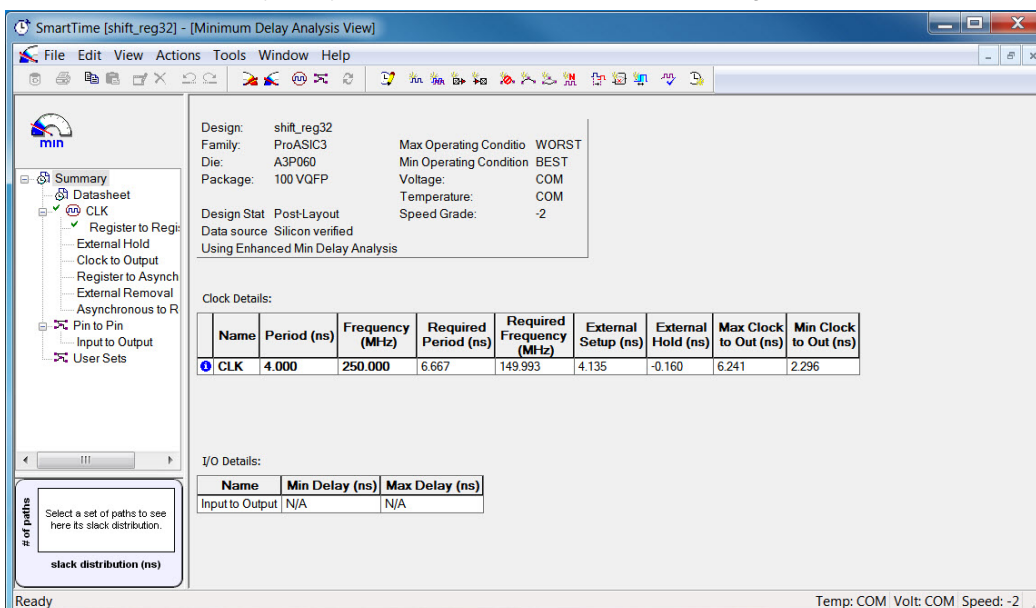 SmartTime [shift_reg32] - [Minimum Delay Analysis View]
File Edit View Actions Tools Window Help
min
Summary
Datasheet
CLK
Register to Regi
External Hold
Clock to Output
Register to Asynch
External Removal
Asynchronous to R
Pin to Pin
Input to Output
User Sets
# of paths
Select a set of paths to see
here its slack distribution.
slack distribution (ns)
Design: shift_reg32
Family: ProASIC3 Max Operating Conditio WORST
Die: A3P060 Min Operating Condition BEST
Package: 100 VQFP Voltage: COM
Temperature: COM
Design Stat Post-Layout Speed Grade: -2
Data source Silicon verified
Using Enhanced Min Delay Analysis
Clock Details:
Name Period (ns) Frequency (MHz) Required Period (ns) Required Frequency (MHz) External Setup (ns) External Hold (ns) Max Clock to Out (ns) Min Clock to Out (ns)
CLK 4.000 250.000 6.667 149.993 4.135 -0.160 6.241 2.296
I/O Details:
Name Min Delay (ns) Max Delay (ns)
Input to Output N/A N/A
Ready Temp: COM Volt: COM Speed: -2